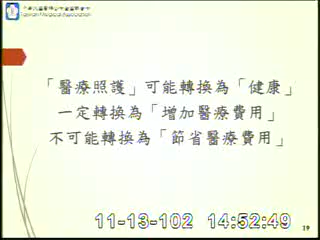 「醫療照護」可能轉換為「健康」
一定轉換為「增加醫療費用」
不可能轉換為「節省醫療費用」
11-13-102 14:52:49
19